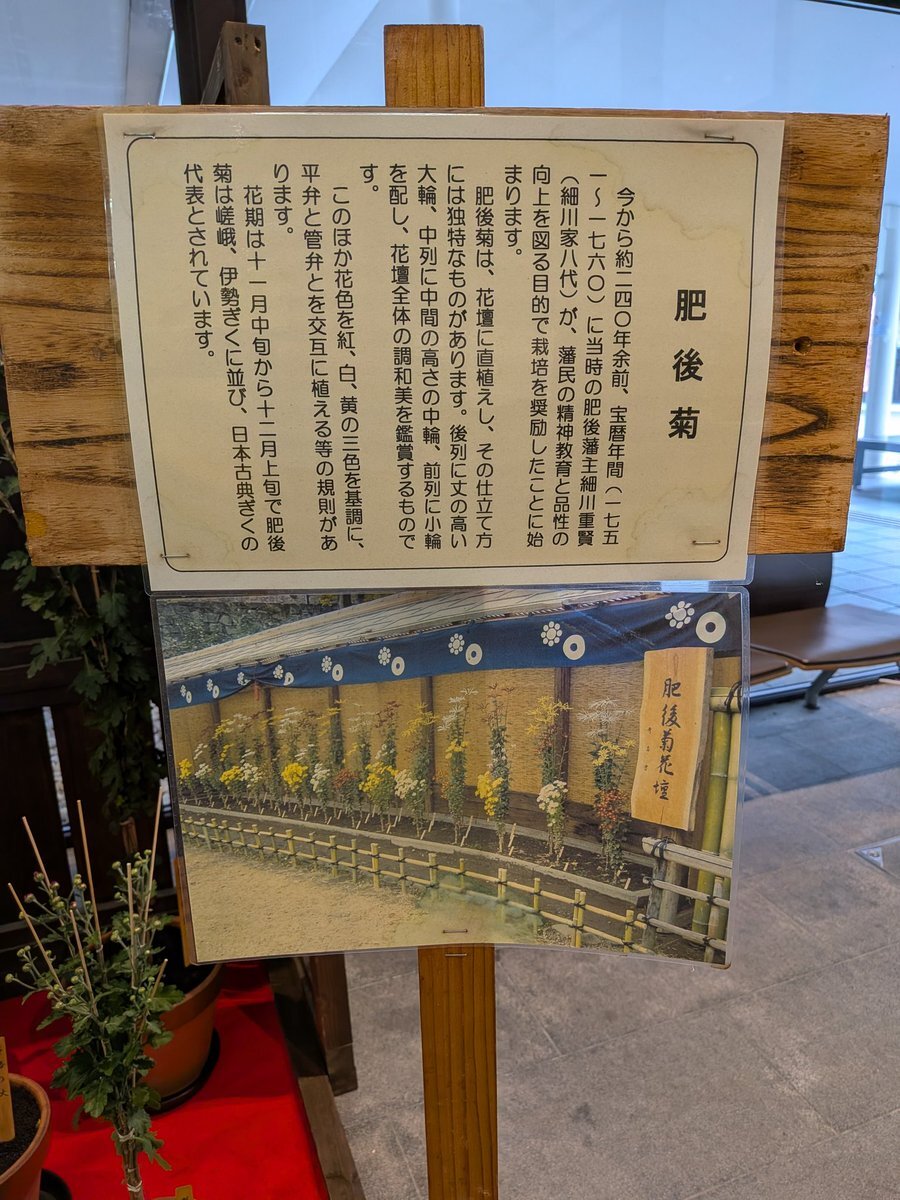 肥後菊
今から約二四〇年余前、宝暦年間(一七五
一〜一七六〇)に当時の肥後藩主細川重賢
(細川家八代)が、藩民の精神教育と品性の
向上を図る目的で栽培を奨励したことに始
まります。
肥後菊は、花壇に直植えし、その仕立て方
には独特なものがあります。後列に丈の高い
大輪、中列に中間の高さの中輪、前列に小輪
を配し、花壇全体の調和美を鑑賞するもので
す。
このほか花色を紅、白、黄の三色を基調に、
平弁と管弁とを交互に植える等の規則があ
ります。
花期は十一月中旬から十二月上旬で肥後
菊は嵯峨、伊勢ぎくに並び、日本古典ぎくの
代表とされています。
肥後菊花壇